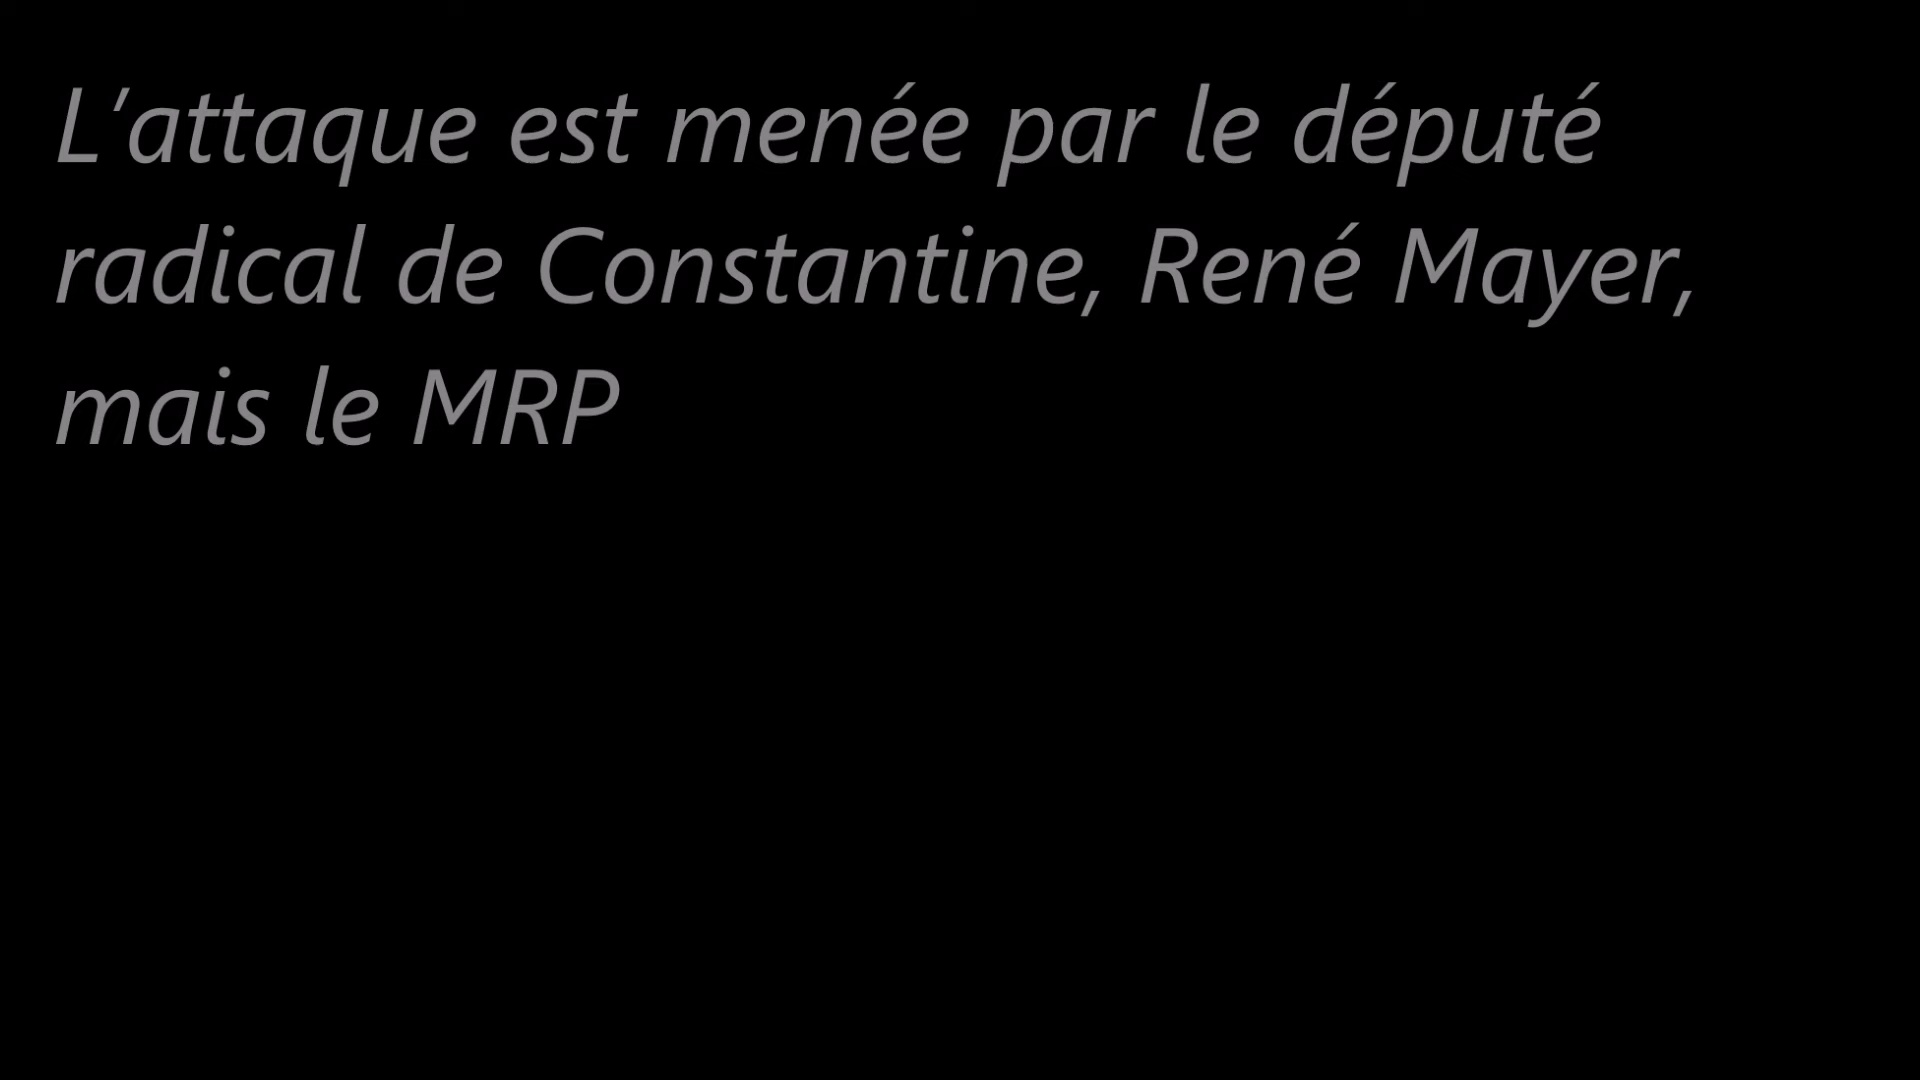 L'attaque est menée par le député
radical de Constantine, René Mayer,
mais le MRP